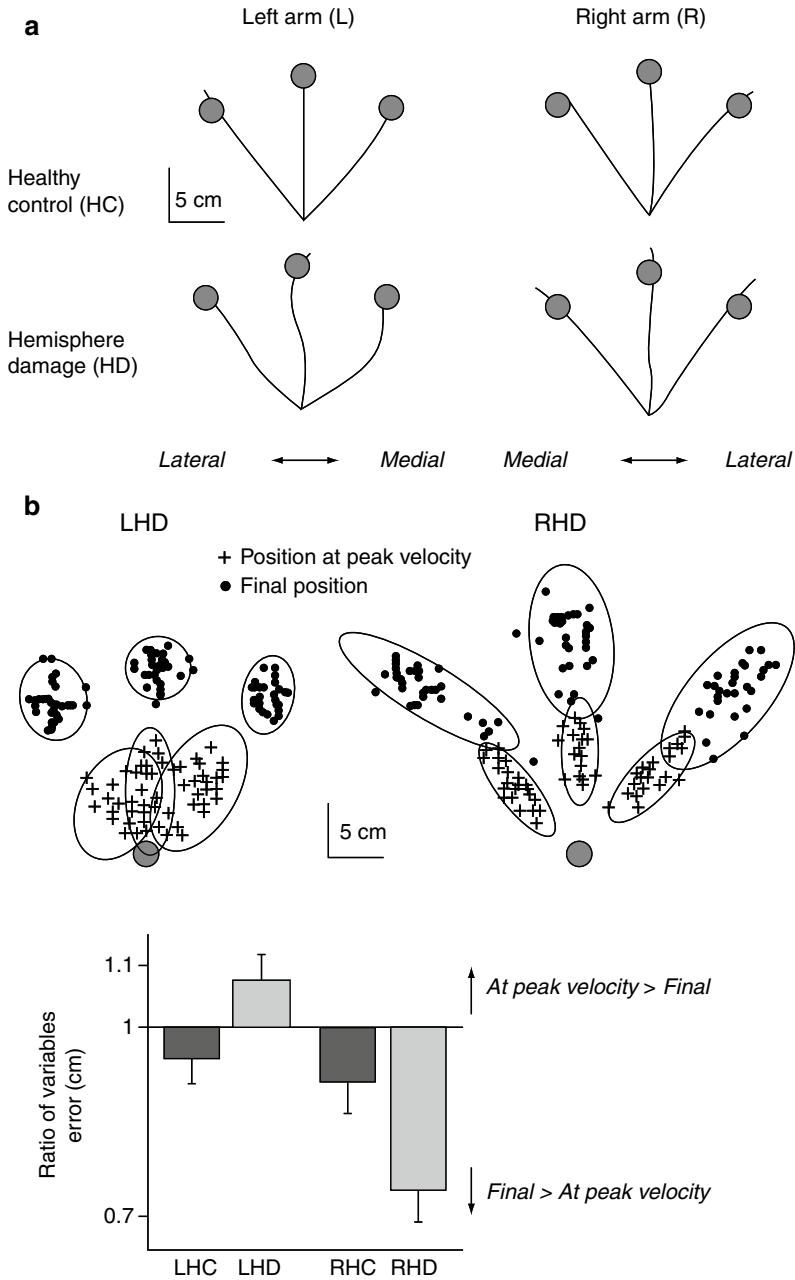 a
Left arm (L)
Right arm (R)
Healthy
control (HC)
5 cm
Hemisphere
damage (HD)
Lateral
Medial
Medial
Lateral
b
LHD
RHD
+ Position at peak velocity
● Final position
5 cm
1.1
1
0.7
Ratio of variables
error (cm)
At peak velocity > Final
Final > At peak velocity
LHC
LHD
RHC
RHD